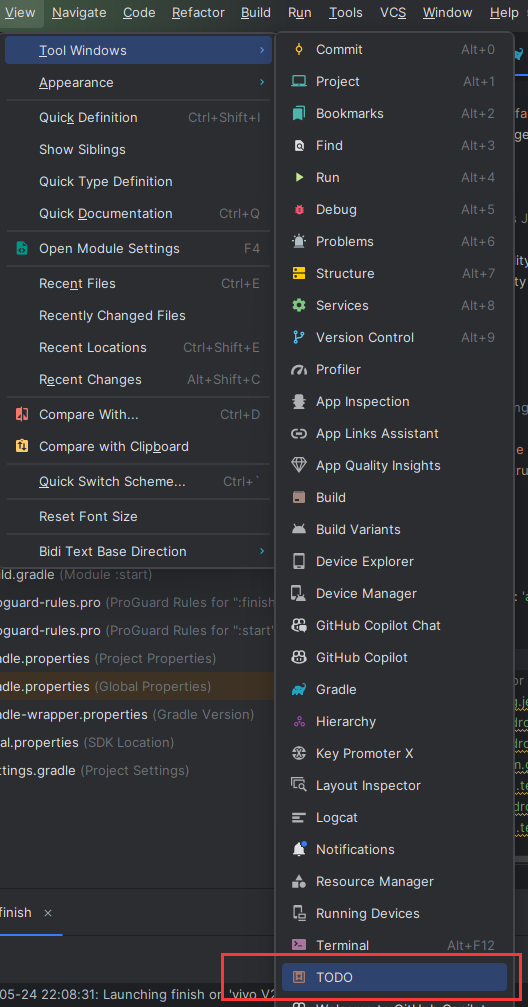 View Navigate Code Refactor Build Run Tools VCS Window Help
Tool Windows
Appearance
Quick Definition Ctrl+Shift+I
Show Siblings
Quick Type Definition
Quick Documentation Ctrl+Q
Open Module Settings F4
Recent Files Ctrl+E
Recently Changed Files
Recent Locations Ctrl+Shift+E
Recent Changes Alt+Shift+C
Compare With... Ctrl+D
Compare with Clipboard
Quick Switch Scheme... Ctrl+`
Reset Font Size
Bidi Text Base Direction
Commit Alt+0
Project Alt+1
Bookmarks Alt+2
Find Alt+3
Run Alt+4
Debug Alt+5
Problems Alt+6
Structure Alt+7
Services Alt+8
Version Control Alt+9
Profiler
App Inspection
App Links Assistant
App Quality Insights
Build
Build Variants
Device Explorer
Device Manager
GitHub Copilot Chat
GitHub Copilot
Gradle
Hierarchy
Key Promoter X
Layout Inspector
Logcat
Notifications
Resource Manager
Running Devices
Terminal Alt+F12
TODO
ild.gradle (Module :start)
oguard-rules.pro (ProGuard Rules for ":finish
oguard-rules.pro (ProGuard Rules for ":start"
adle.properties (Project Properties)
adle.properties (Global Properties)
adle-wrapper.properties (Gradle Version)
al.properties (SDK Location)
ttings.gradle (Project Settings)
finish ×
05-24 22:08:31: Launching finish on 'vivo V2